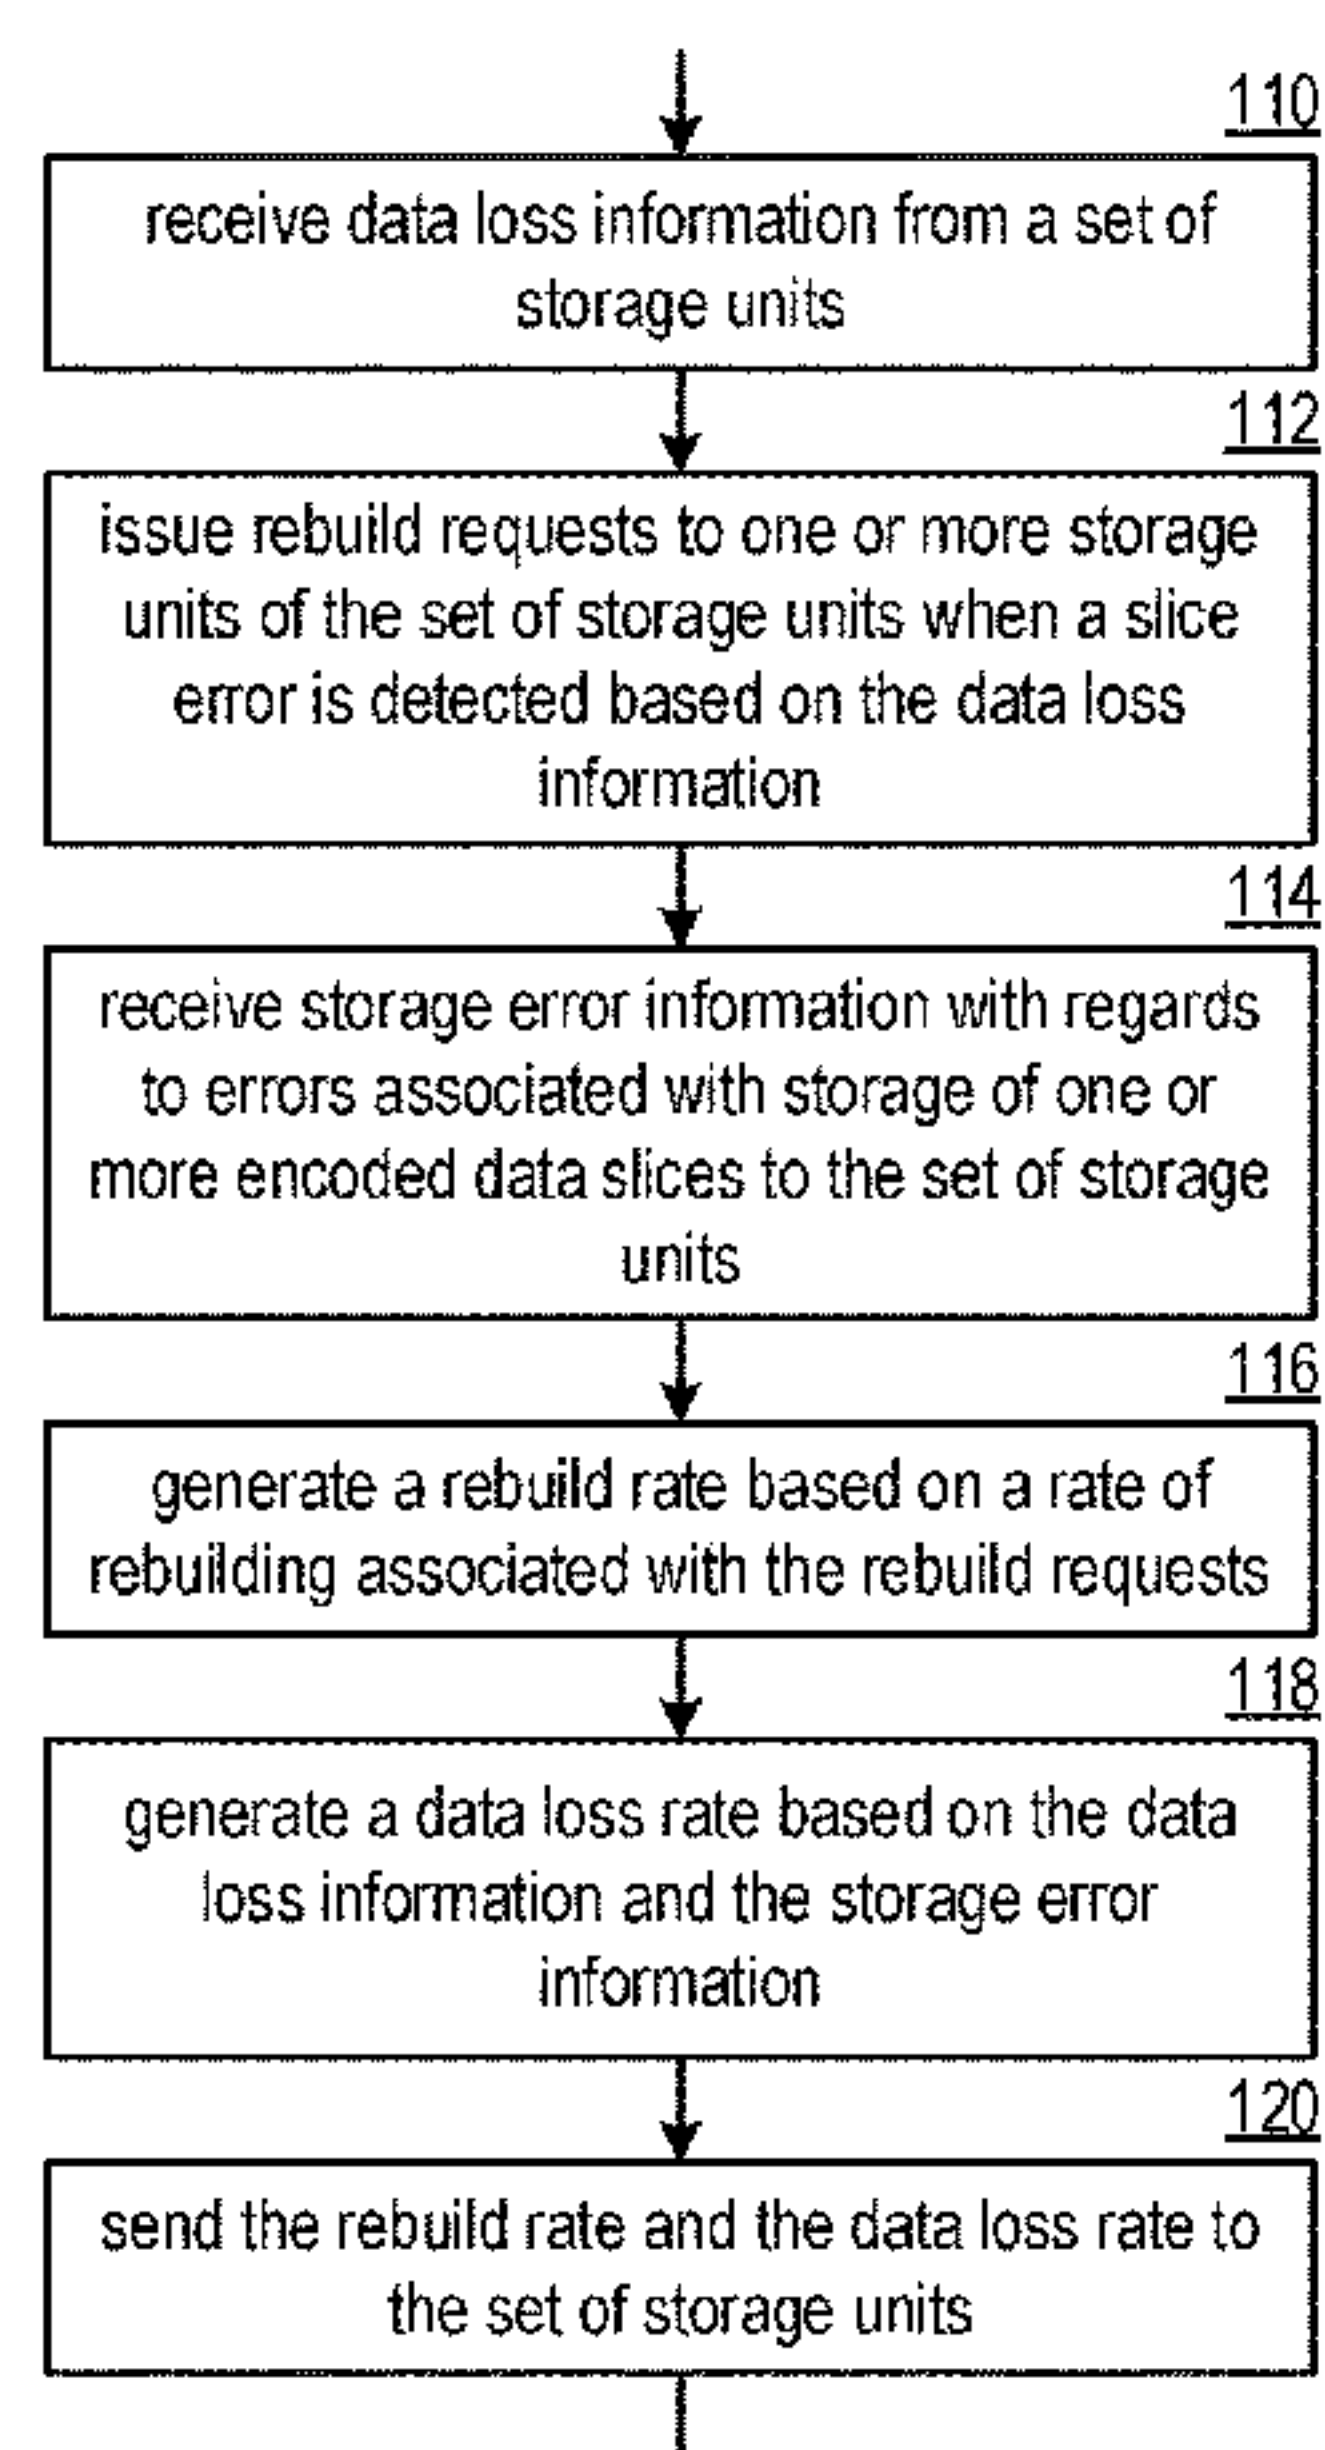 110
receive data loss information from a set of
storage units
112
issue rebuild requests to one or more storage
units of the set of storage units when a slice
error is detected based on the data loss
information
114
receive storage error information with regards
to errors associated with storage of one or
more encoded data slices to the set of storage
units
116
generate a rebuild rate based on a rate of
rebuilding associated with the rebuild requests
118
generate a data loss rate based on the data
loss information and the storage error
information
120
send the rebuild rate and the data loss rate to
the set of storage units